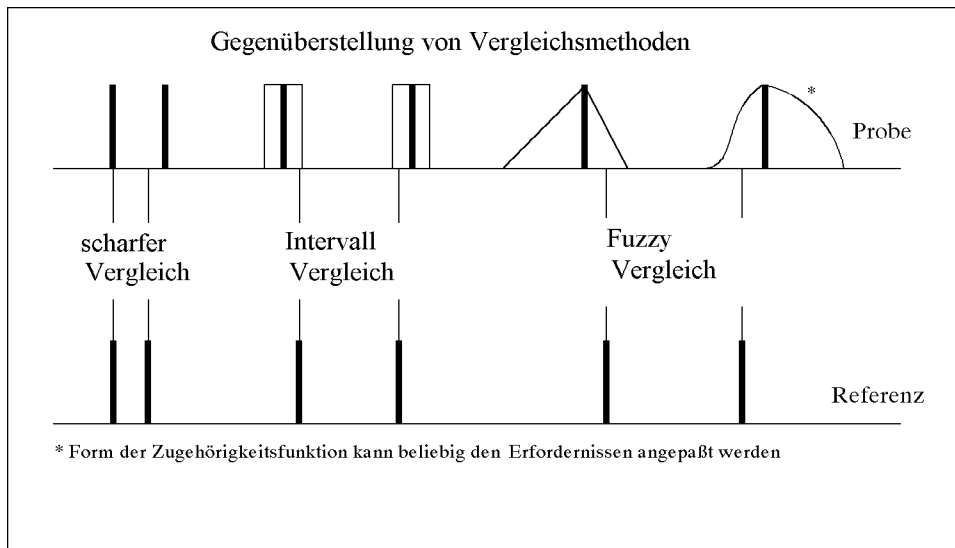 Gegenüberstellung von Vergleichsmethoden
*
Probe
scharfer
Vergleich
Intervall
Vergleich
Fuzzy
Vergleich
Referenz
* Form der Zugehörigkeitsfunktion kann beliebig den Erfordernissen angepaßt werden